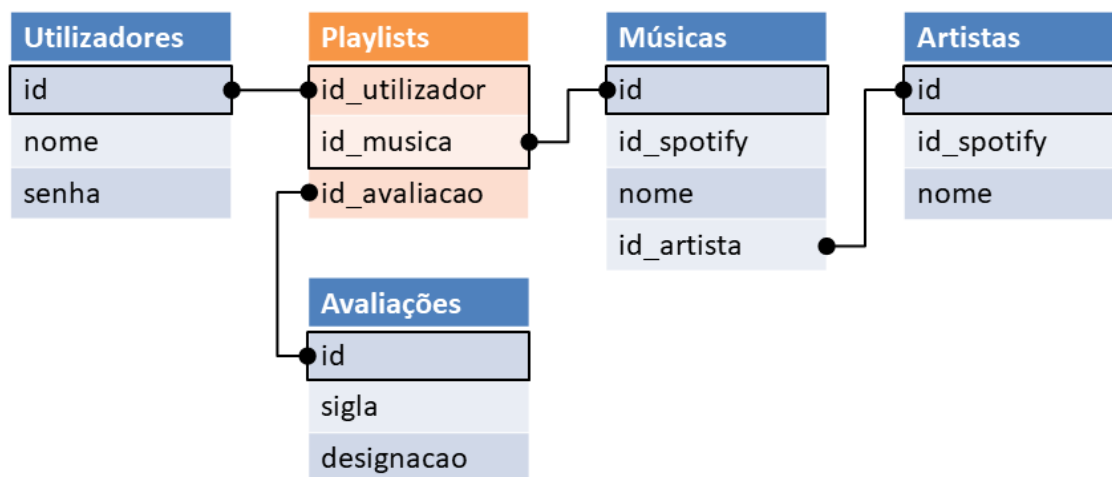 Utilizadores
id
nome
senha
Playlists
id_utilizador
id_musica
id_avaliacao
Músicas
id
id_spotify
nome
id_artista
Artistas
id
id_spotify
nome
Avaliações
id
sigla
designacao